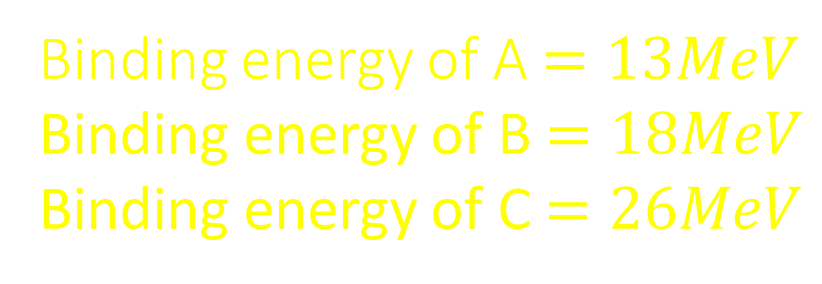 Binding energy of A = 13MeV
Binding energy of B = 18MeV
Binding energy of C = 26MeV